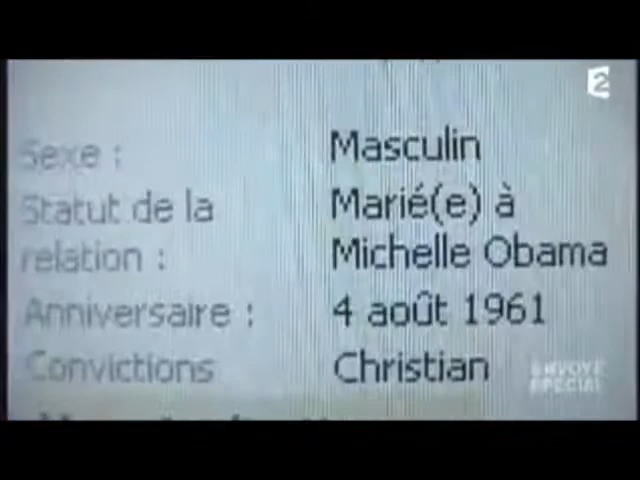 2
Sexe : Masculin
Statut de la Marié(e) à
relation : Michelle Obama
Anniversaire : 4 août 1961
Convictions Christian
ENVOYÉ
SPÉCIAL